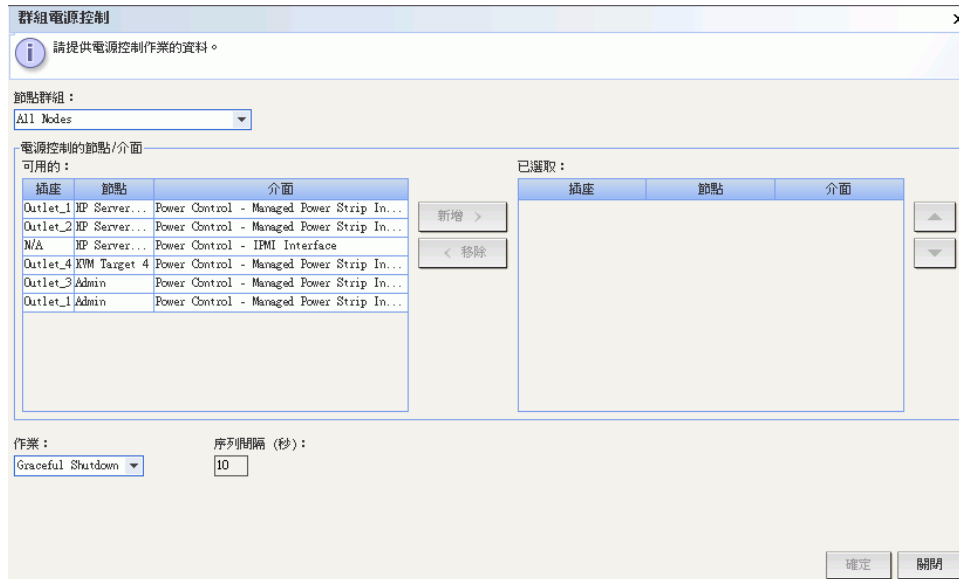 群組電源控制
請提供電源控制作業的資料。
節點群組：
All Nodes
電源控制的節點/介面
可用的：
已選取：
插座 節點 介面
插座 節點 介面
Outlet_1 HP Server... Power Control - Managed Power Strip In...
Outlet_2 HP Server... Power Control - Managed Power Strip In...
N/A HP Server... Power Control - IPMI Interface
Outlet_4 KVM Target 4 Power Control - Managed Power Strip In...
Outlet_3 Admin Power Control - Managed Power Strip In...
Outlet_1 Admin Power Control - Managed Power Strip In...
新增 >
< 移除
作業：
序列間隔 (秒)：
Graceful Shutdown
10
確定
關閉